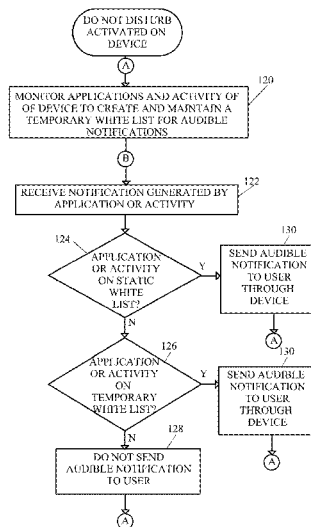 DO NOT DISTURB
ACTIVATED ON
DEVICE
A
120
MONITOR APPLICATIONS AND ACTIVITY OF
OF DEVICE TO CREATE AND MAINTAIN A
TEMPORARY WHITE LIST FOR AUDIBLE
NOTIFICATIONS
B
122
RECEIVE NOTIFICATION GENERATED BY
APPLICATION OR ACTIVITY
124
APPLICATION
OR ACTIVITY
ON STATIC
WHITE
LIST?
Y
130
SEND AUDIBLE
NOTIFICATION
TO USER
THROUGH
DEVICE
A
N
126
APPLICATION
OR ACTIVITY
ON
TEMPORARY
WHITE LIST?
Y
130
SEND AUDIBLE
NOTIFICATION
TO USER
THROUGH
DEVICE
A
N
128
DO NOT SEND
AUDIBLE NOTIFICATION
TO USER
A